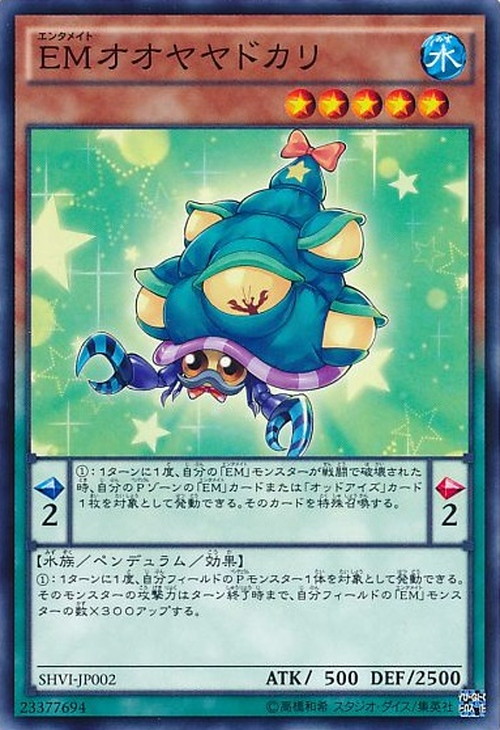 エンタメイト
EMオオヤヤドカリ
水
①：1ターンに1度、自分の「EM」モンスターが戦闘で破壊された
時、自分のPゾーンの「EM」カードまたは「オッドアイズ」カード
1枚を対象として発動できる。そのカードを特殊召喚する。
2
2
【水族／ペンデュラム／効果】
①：1ターンに1度、自分フィールドのPモンスター1体を対象として発動できる。
そのモンスターの攻撃力はターン終了時まで、自分フィールドの「EM」モンス
ターの数×300アップする。
SHVI-JP002
ATK/ 500 DEF/2500
23377694
©高橋和希 スタジオ・ダイス/集英社